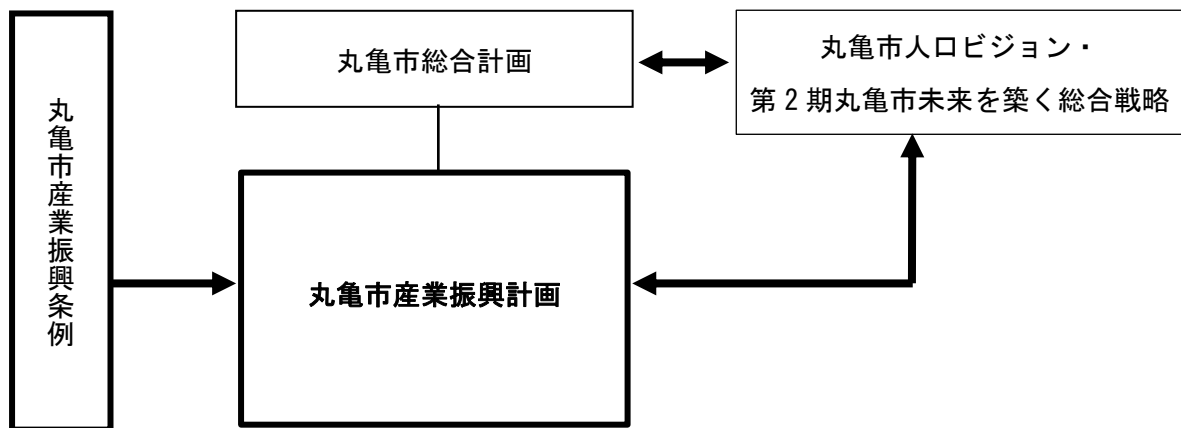 丸亀市産業振興条例
丸亀市総合計画
丸亀市人口ビジョン・
第2期丸亀市未来を築く総合戦略
丸亀市産業振興計画